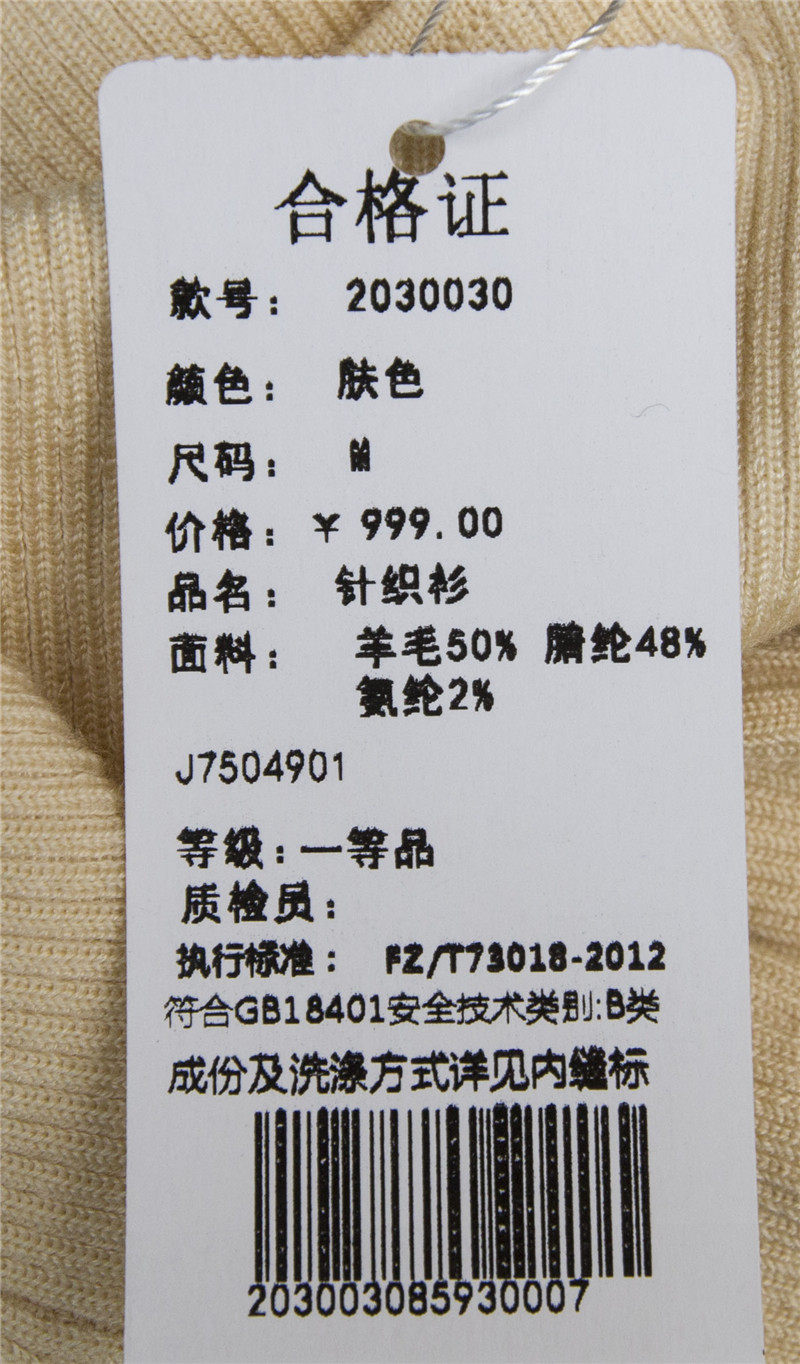 合格证
款号： 2030030
颜色： 肤色
尺码： M
价格： ￥ 999.00
品名： 针织衫
面料： 羊毛50% 腈纶48%
氨纶2%
J7504901
等级：一等品
质检员：
执行标准： FZ/T73018-2012
符合GB18401安全技术类别:B类
成份及洗涤方式详见内缝标
203003085930007